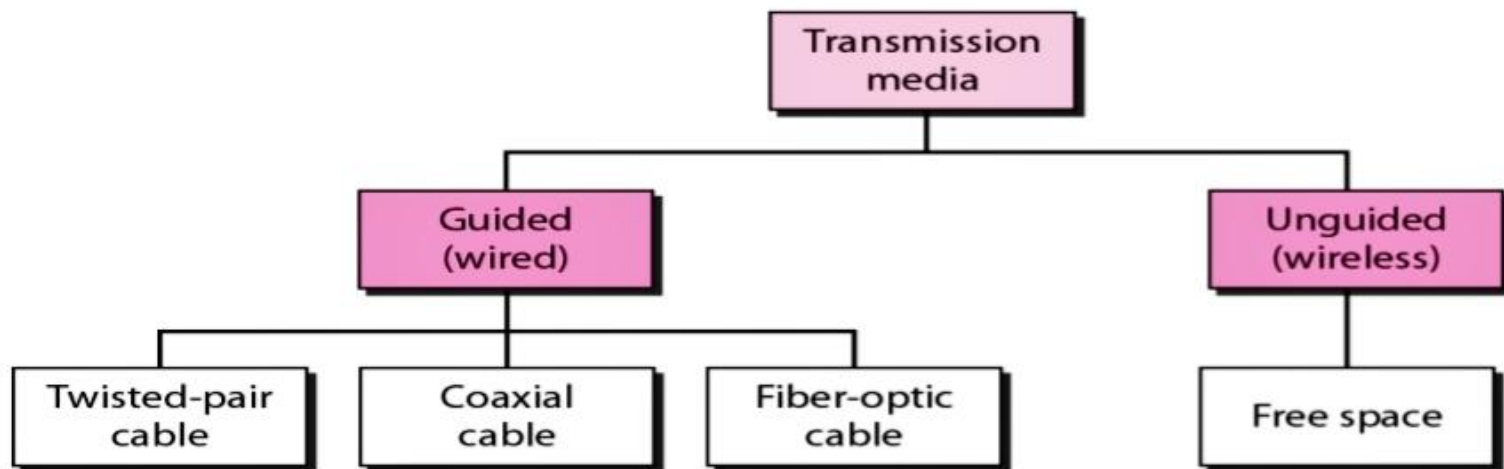 Transmission
media
Guided
(wired)
Unguided
(wireless)
Twisted-pair
cable
Coaxial
cable
Fiber-optic
cable
Free space